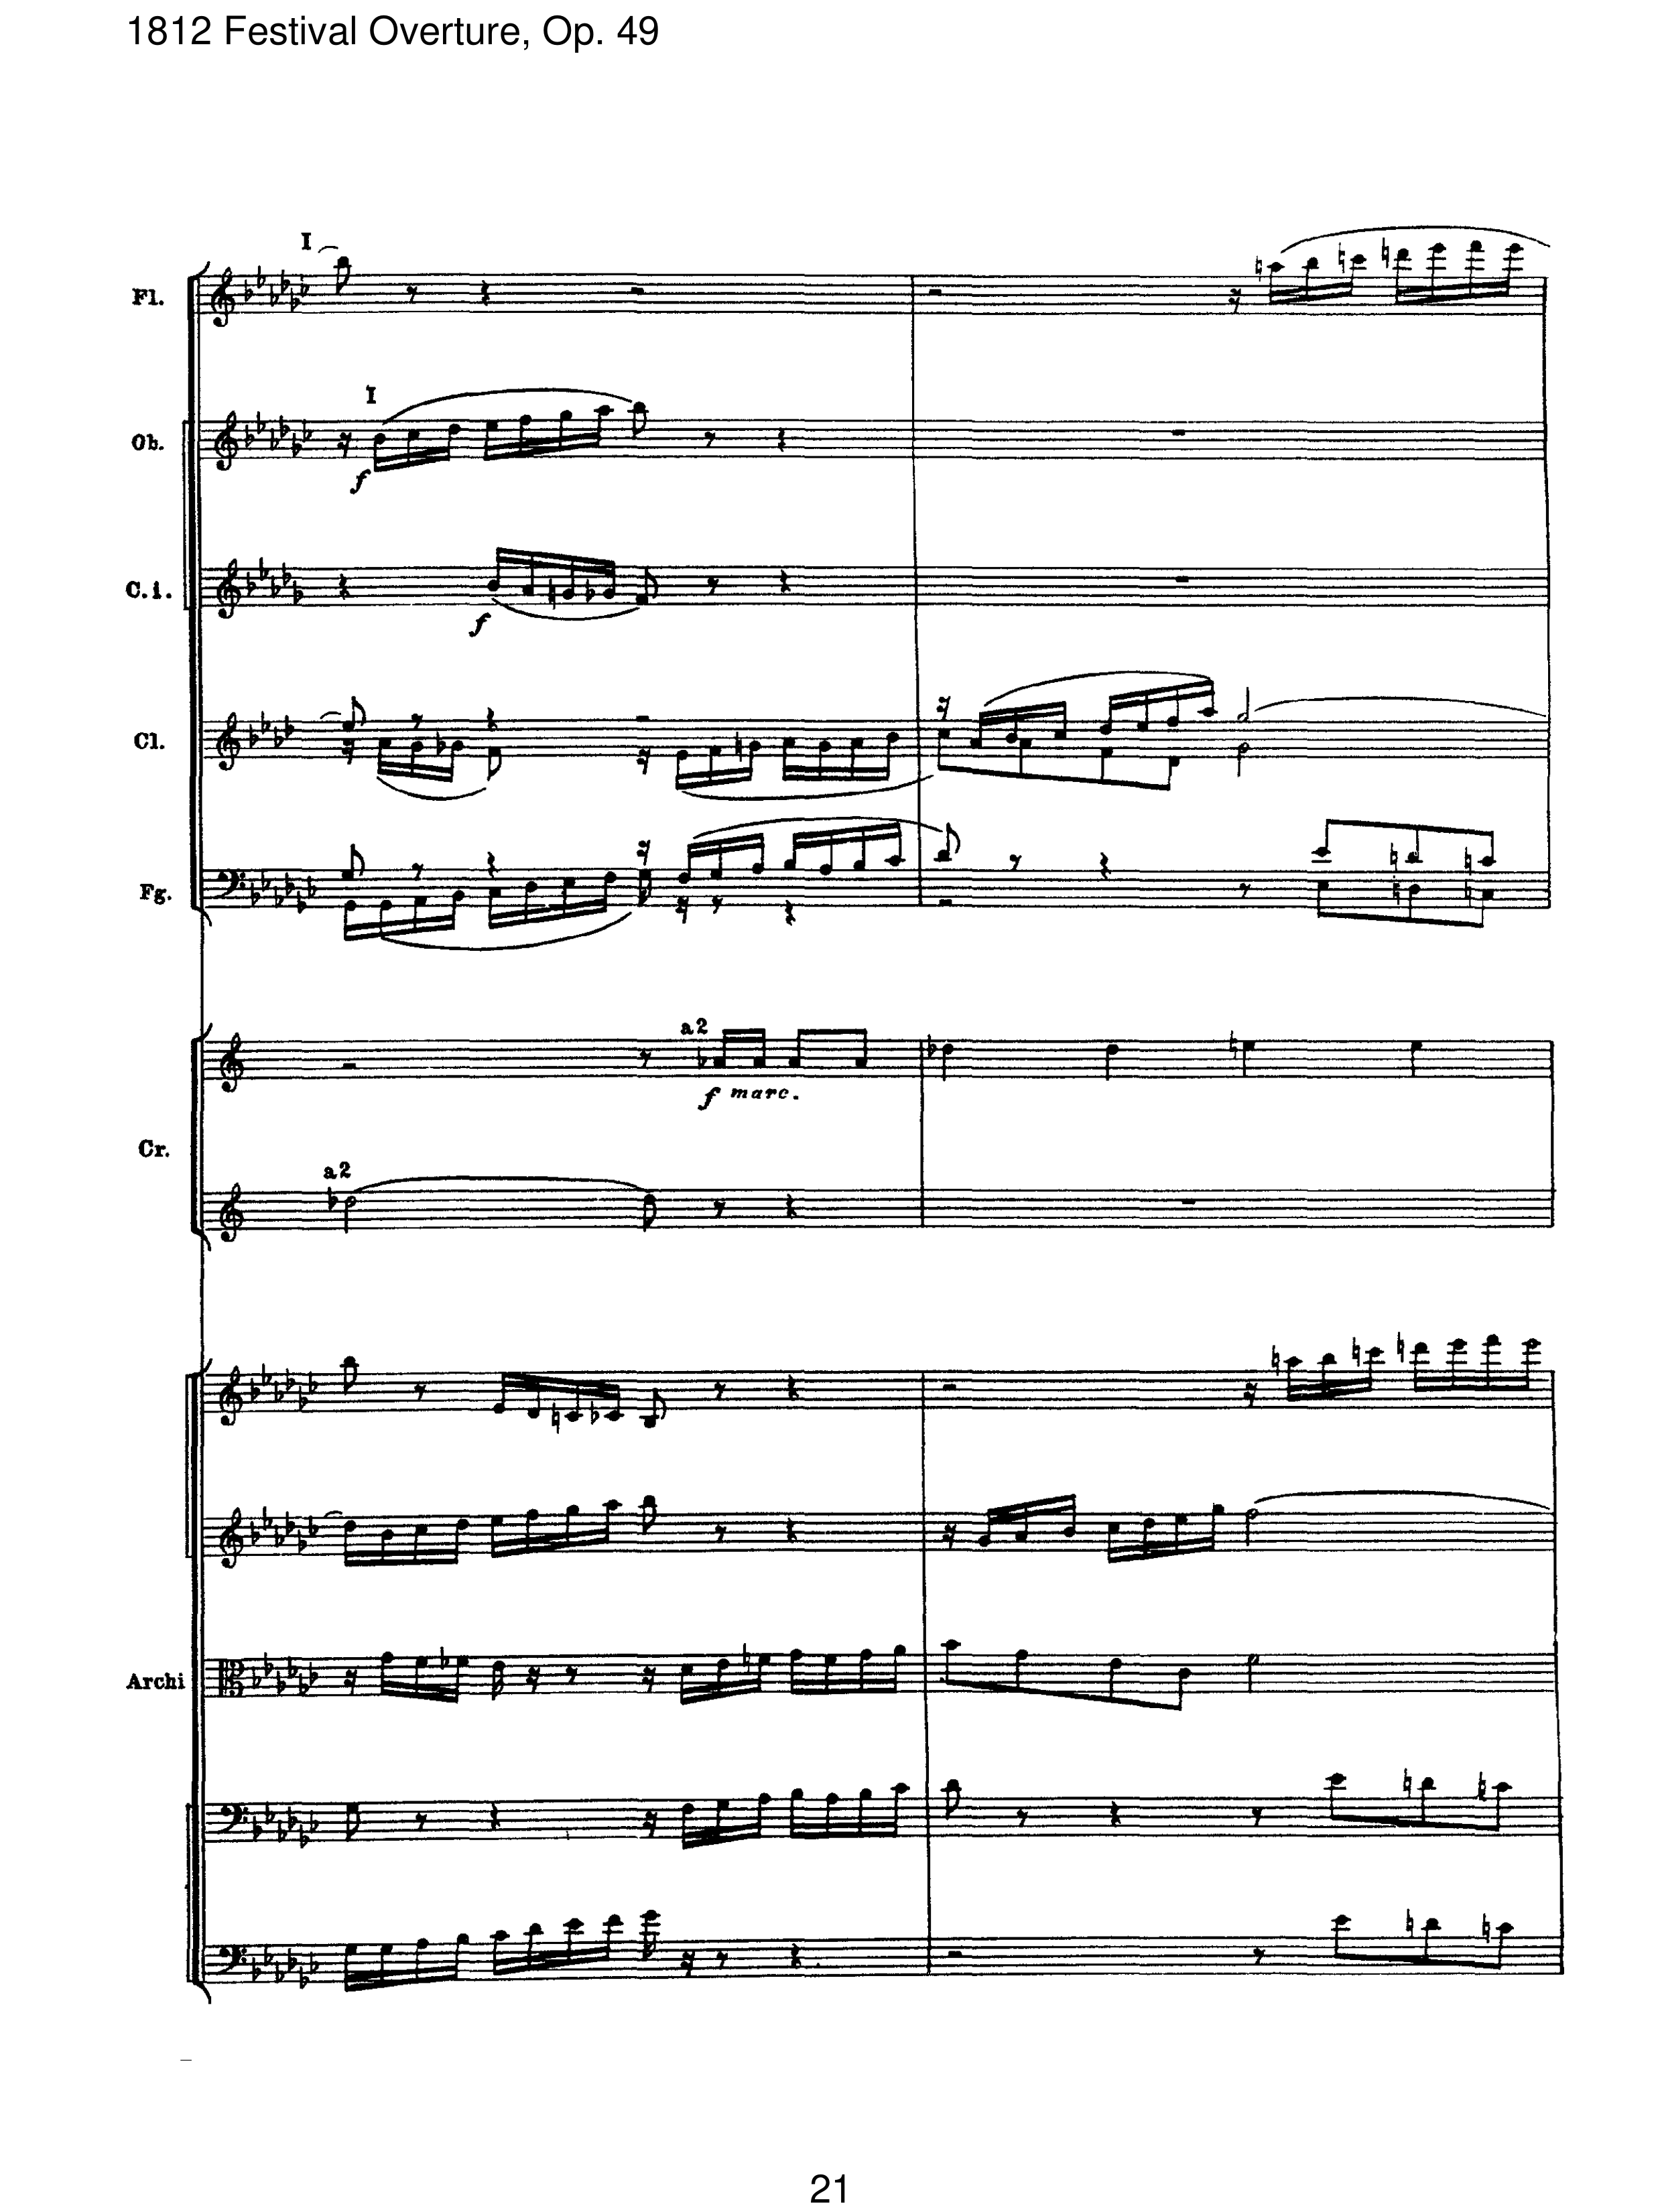 1812 Festival Overture, Op. 49
I
Fl.
I
Ob.
f
C.i.
f
Cl.
Fg.
a2
f marc.
Cr.
a2
Archi
21